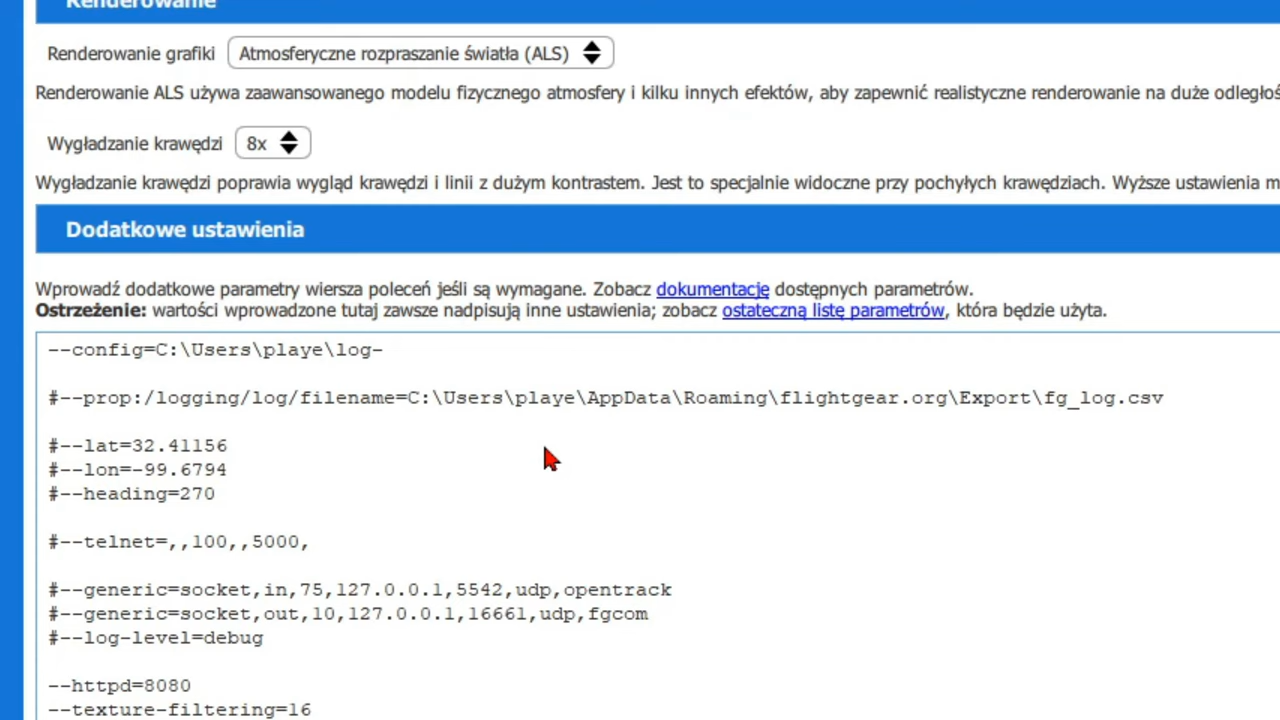 Renderowanie
Renderowanie grafiki Atmosferyczne rozpraszanie światła (ALS)
Renderowanie ALS używa zaawansowanego modelu fizycznego atmosfery i kilku innych efektów, aby zapewnić realistyczne renderowanie na duże
Wygładzanie krawędzi 8x
Wygładzanie krawędzi poprawia wygląd krawędzi i linii z dużym kontrastem. Jest to specjalnie widoczne przy pochyłych krawędziach. Wyższe ustawienia
Dodatkowe ustawienia
Wprowadź dodatkowe parametry wiersza poleceń jeśli są wymagane. Zobacz dokumentację dostępnych parametrów.
Ostrzeżenie: wartości wprowadzone tutaj zawsze nadpisują inne ustawienia; zobacz ostateczną listę parametrów, która będzie użyta.
--config=C:\Users\playe\log-
#--prop:/logging/log/filename=C:\Users\playe\AppData\Roaming\flightgear.org\Export\fg_log.csv
#--lat=32.41156
#--lon=-99.6794
#--heading=270
#--telnet=,,100,,5000,
#--generic=socket,in,75,127.0.0.1,5542,udp,opentrack
#--generic=socket,out,10,127.0.0.1,16661,udp,fgcom
#--log-level=debug
--httpd=8080
--texture-filtering=16